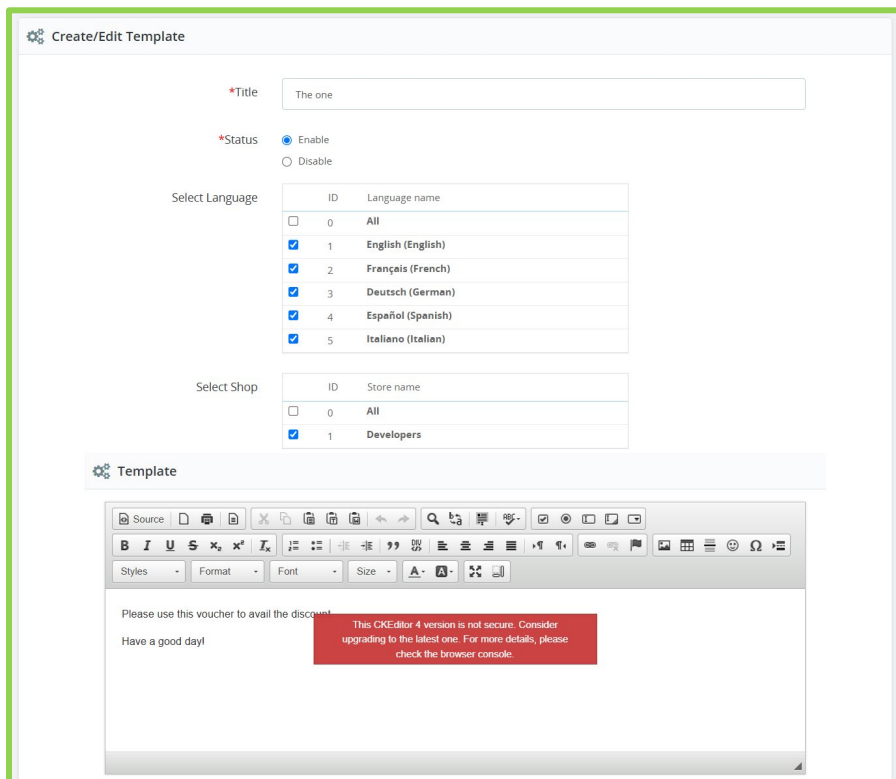 Create/Edit Template
*Title The one
*Status Enable
Disable
Select Language ID Language name
0 All
1 English (English)
2 Français (French)
3 Deutsch (German)
4 Español (Spanish)
5 Italiano (Italian)
Select Shop ID Store name
0 All
1 Developers
Template
Source
B I U S x₂ x² Iₓ
Styles Format Font Size A A
Please use this voucher to avail the discount
This CKEditor 4 version is not secure. Consider
upgrading to the latest one. For more details, please
check the browser console.
Have a good day!